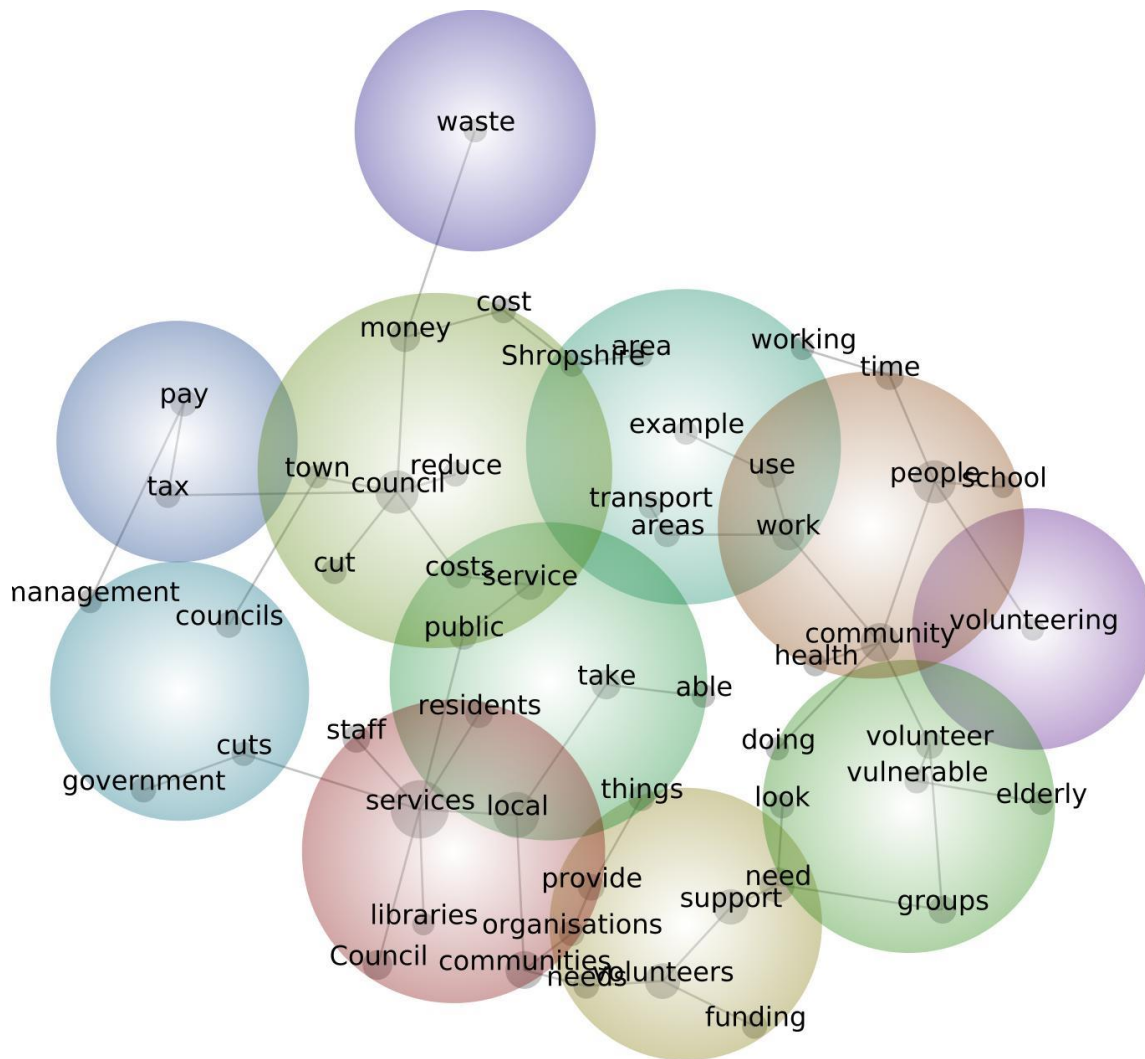 waste
cost
money
Shropshire
area
working
time
pay
example
use
people
school
town
reduce
council
tax
transport
areas
work
cut
costs
service
management
councils
public
community
volunteering
health
take
able
residents
staff
cuts
doing
volunteer
vulnerable
government
services
local
things
look
elderly
provide
need
support
groups
libraries
organisations
Council
communities
needs
volunteers
funding